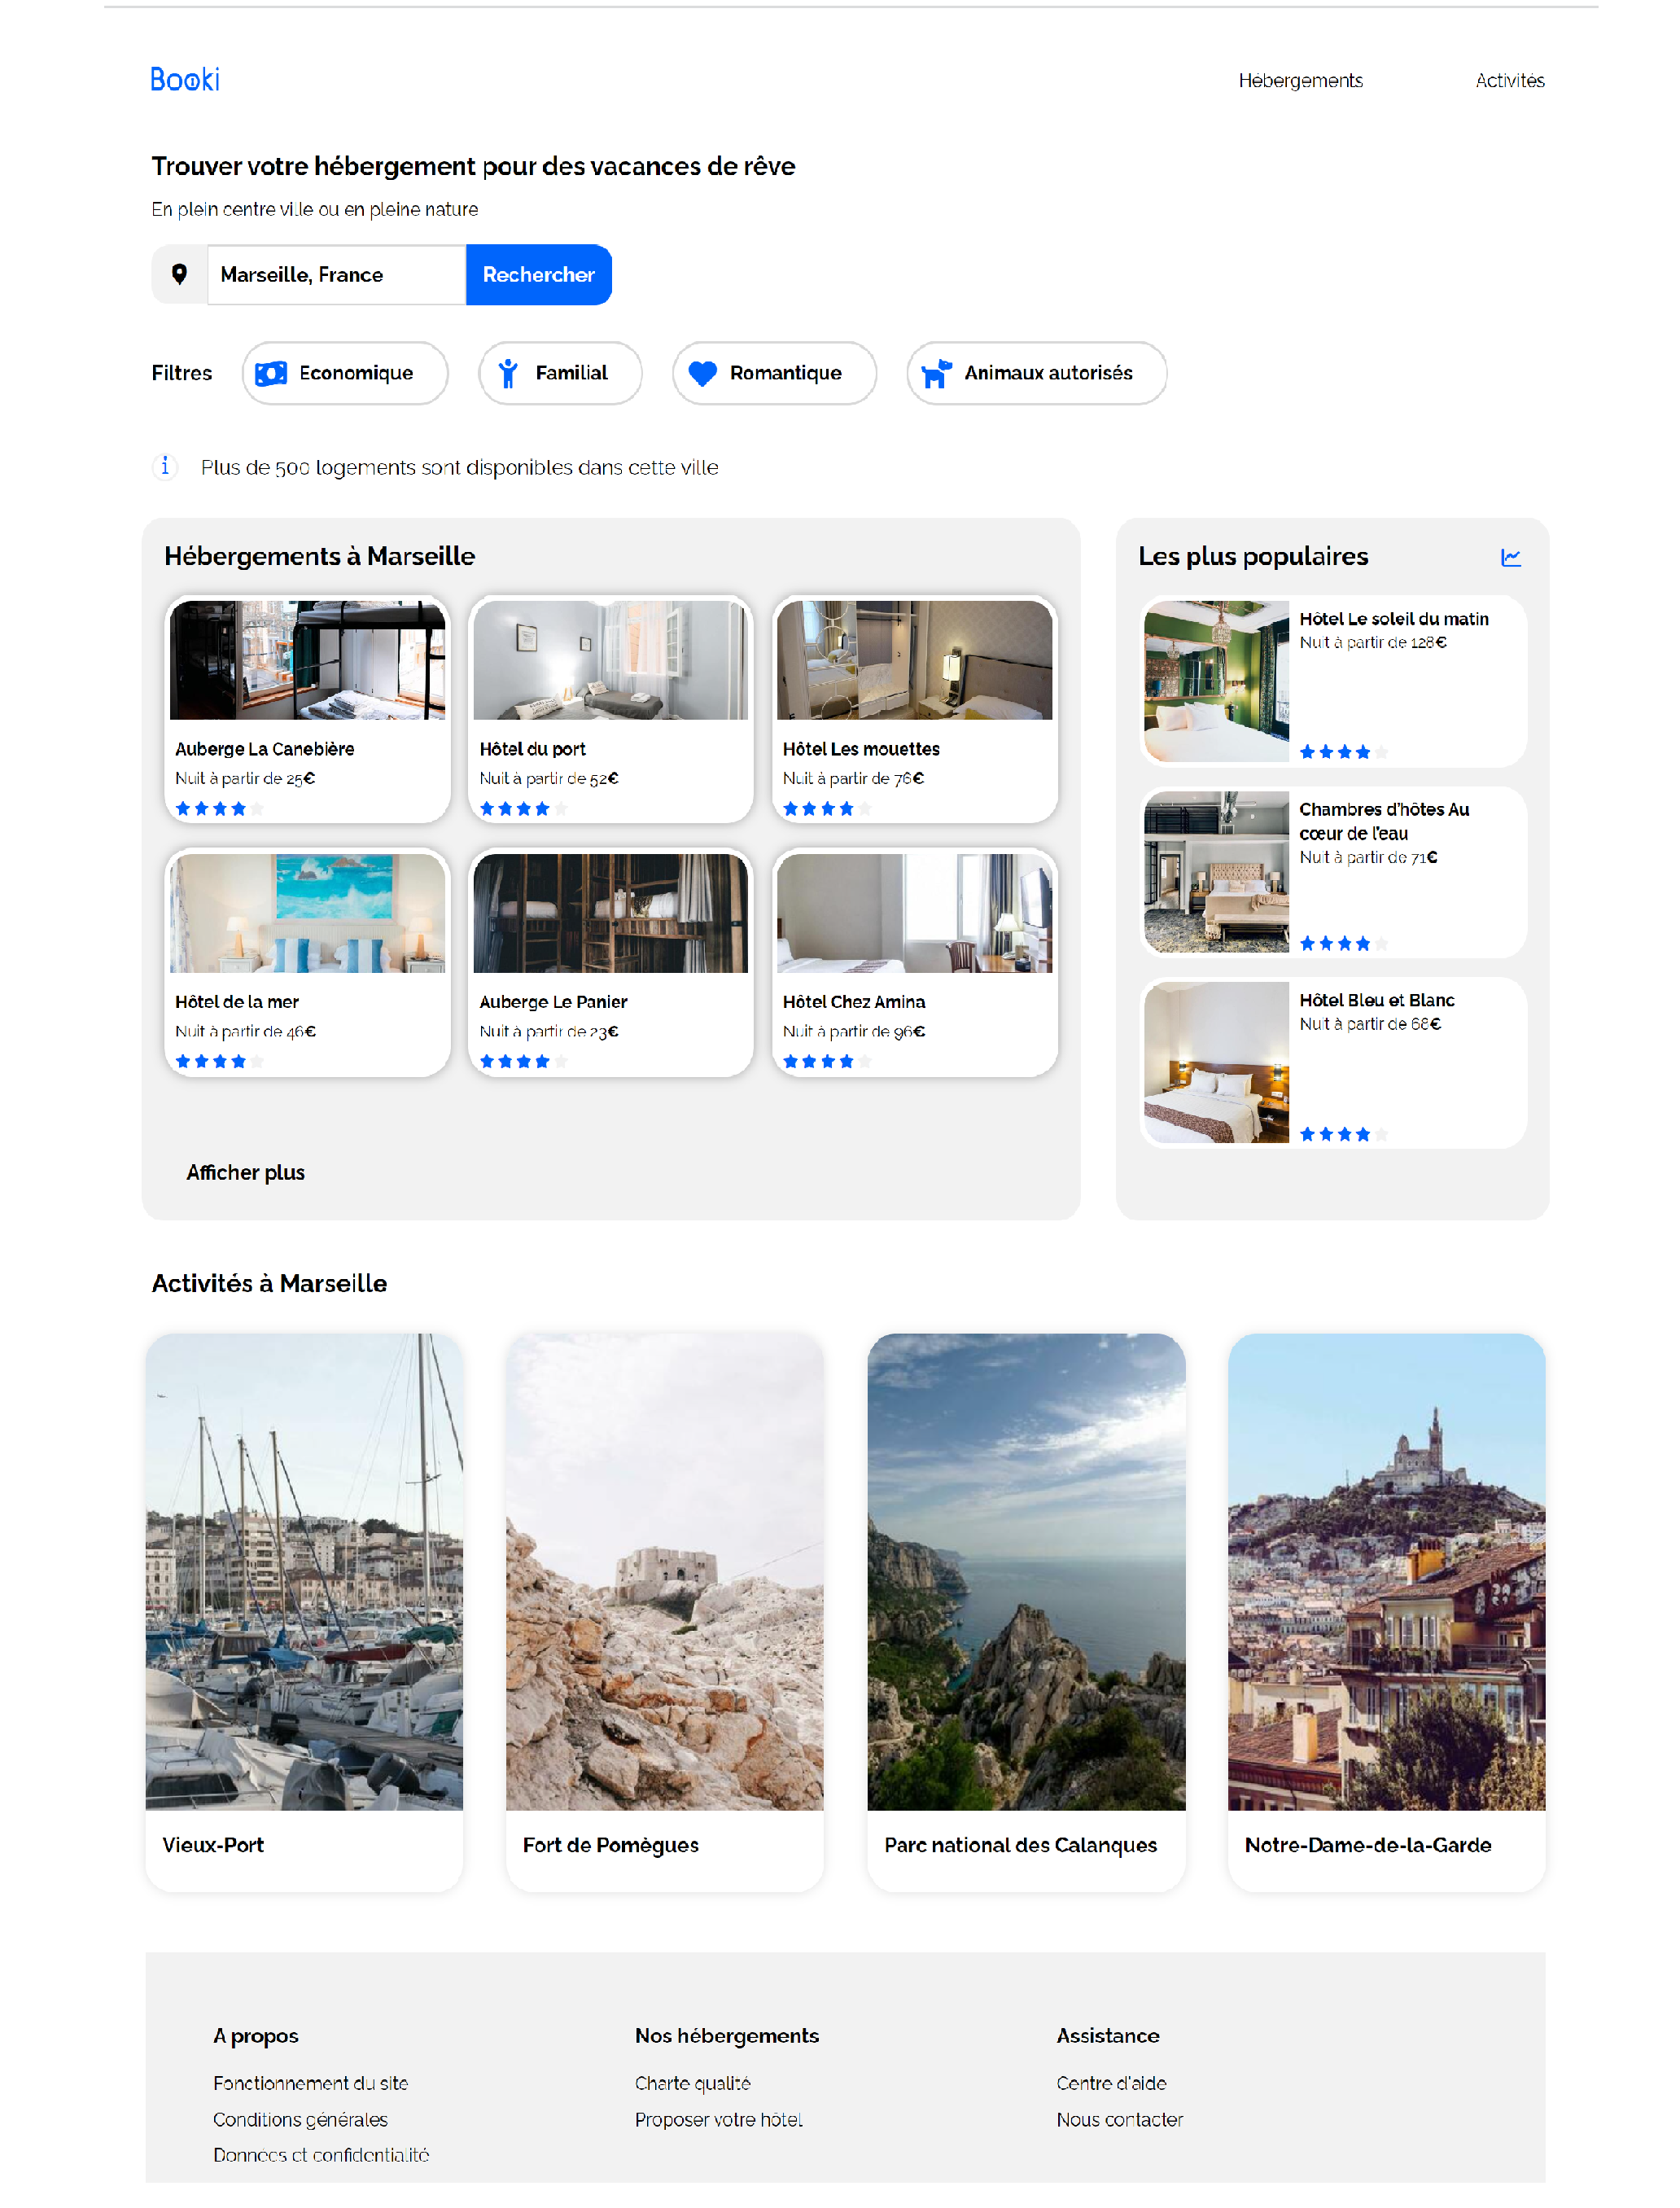 Booki
Hébergements
Activités
Trouver votre hébergement pour des vacances de rêve
En plein centre ville ou en pleine nature
Marseille, France
Rechercher
Filtres
Economique
Familial
Romantique
Animaux autorisés
Plus de 500 logements sont disponibles dans cette ville
Hébergements à Marseille
Auberge La Canebière
Nuit à partir de 25€
Hôtel du port
Nuit à partir de 52€
Hôtel Les mouettes
Nuit à partir de 76€
Hôtel de la mer
Nuit à partir de 46€
Auberge Le Panier
Nuit à partir de 23€
Hôtel Chez Amina
Nuit à partir de 96€
Afficher plus
Les plus populaires
Hôtel Le soleil du matin
Nuit à partir de 128€
Chambres d'hôtes Au
cœur de l'eau
Nuit à partir de 71€
Hôtel Bleu et Blanc
Nuit à partir de 68€
Activités à Marseille
Vieux-Port
Fort de Pomègues
Parc national des Calanques
Notre-Dame-de-la-Garde
A propos
Fonctionnement du site
Conditions générales
Données et confidentialité
Nos hébergements
Charte qualité
Proposer votre hôtel
Assistance
Centre d'aide
Nous contacter